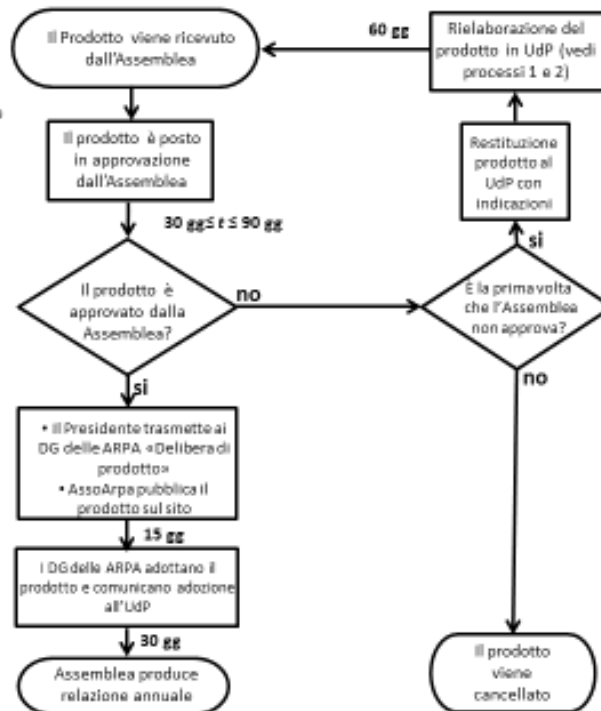 Il Prodotto viene ricevuto
dall'Assemblea
60 gg
Rielaborazione del
prodotto in UdP (vedi
processi 1 e 2)
Il prodotto è posto
in approvazione
dall'Assemblea
Restituzione
prodotto al
UdP con
indicazioni
30 gg≤ t ≤ 90 gg
si
Il prodotto è
approvato dalla
Assemblea?
no
È la prima volta
che l'Assemblea
non approva?
si
no
• Il Presidente trasmette ai
DG delle ARPA «Delibera di
prodotto»
• AssoArpa pubblica il
prodotto sul sito
15 gg
I DG delle ARPA adottano il
prodotto e comunicano adozione
all'UdP
30 gg
Assemblea produce
relazione annuale
Il prodotto
viene
cancellato